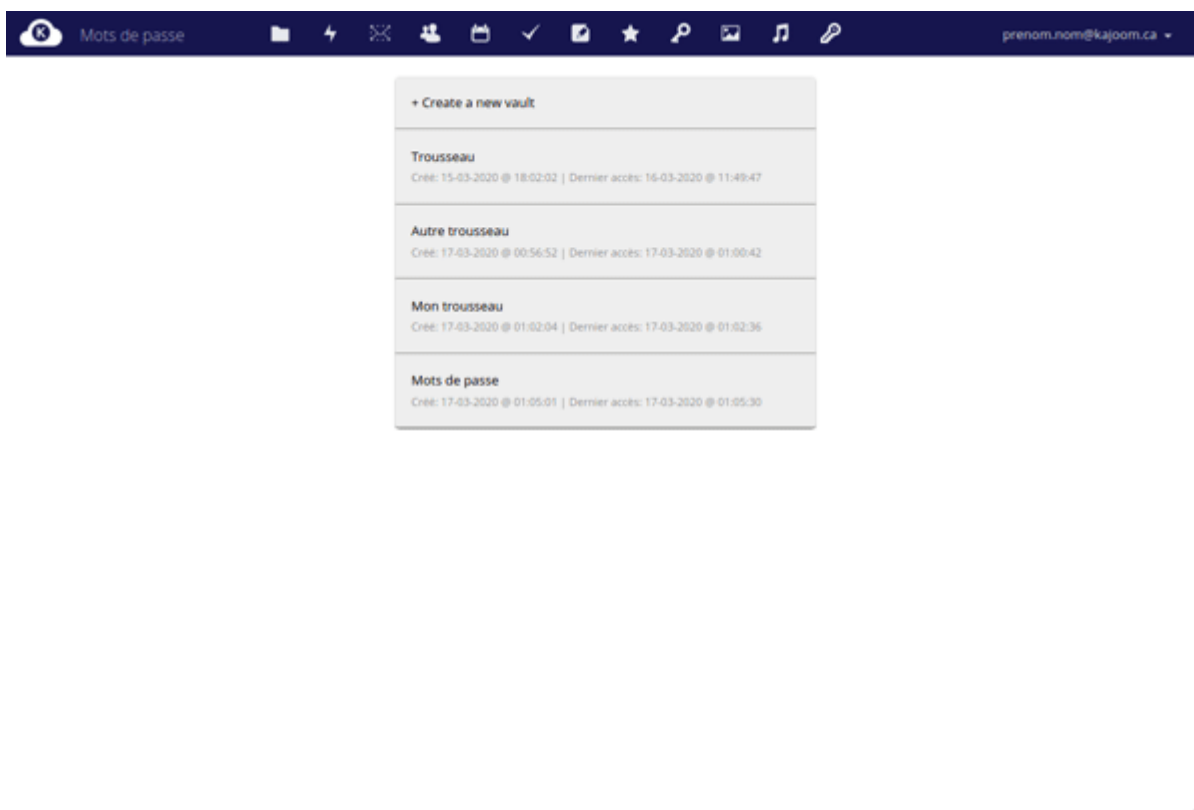 K
Mots de passe
prenom.nom@kajoom.ca
+ Create a new vault
Trousseau
Créé: 15-03-2020 @ 18:02:02 | Dernier accès: 16-03-2020 @ 11:49:47
Autre trousseau
Créé: 17-03-2020 @ 00:56:52 | Dernier accès: 17-03-2020 @ 01:00:42
Mon trousseau
Créé: 17-03-2020 @ 01:02:04 | Dernier accès: 17-03-2020 @ 01:02:36
Mots de passe
Créé: 17-03-2020 @ 01:05:01 | Dernier accès: 17-03-2020 @ 01:05:30